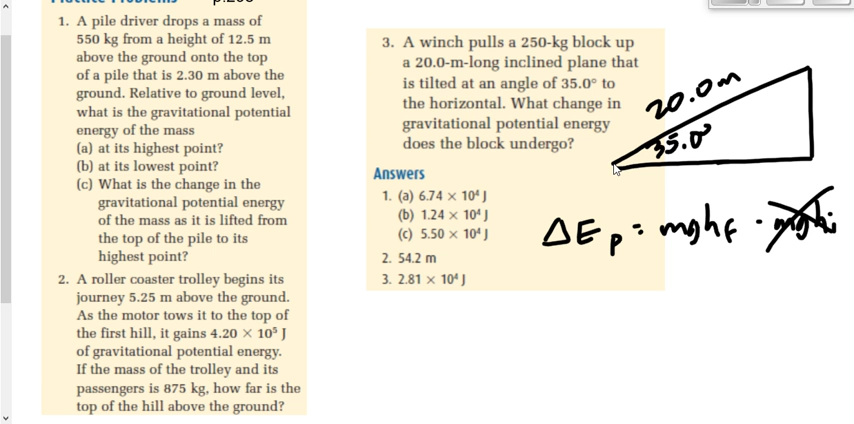 1. A pile driver drops a mass of
550 kg from a height of 12.5 m
above the ground onto the top
of a pile that is 2.30 m above the
ground. Relative to ground level,
what is the gravitational potential
energy of the mass
(a) at its highest point?
(b) at its lowest point?
(c) What is the change in the
gravitational potential energy
of the mass as it is lifted from
the top of the pile to its
highest point?
2. A roller coaster trolley begins its
journey 5.25 m above the ground.
As the motor tows it to the top of
the first hill, it gains 4.20 × 10⁵ J
of gravitational potential energy.
If the mass of the trolley and its
passengers is 875 kg, how far is the
top of the hill above the ground?
3. A winch pulls a 250-kg block up
a 20.0-m-long inclined plane that
is tilted at an angle of 35.0° to
the horizontal. What change in
gravitational potential energy
does the block undergo?
Answers
1. (a) 6.74 × 10⁴ J
(b) 1.24 × 10⁴ J
(c) 5.50 × 10⁴ J
2. 54.2 m
3. 2.81 × 10⁴ J
20.0m
35.0°
ΔEp = mghf - mghi